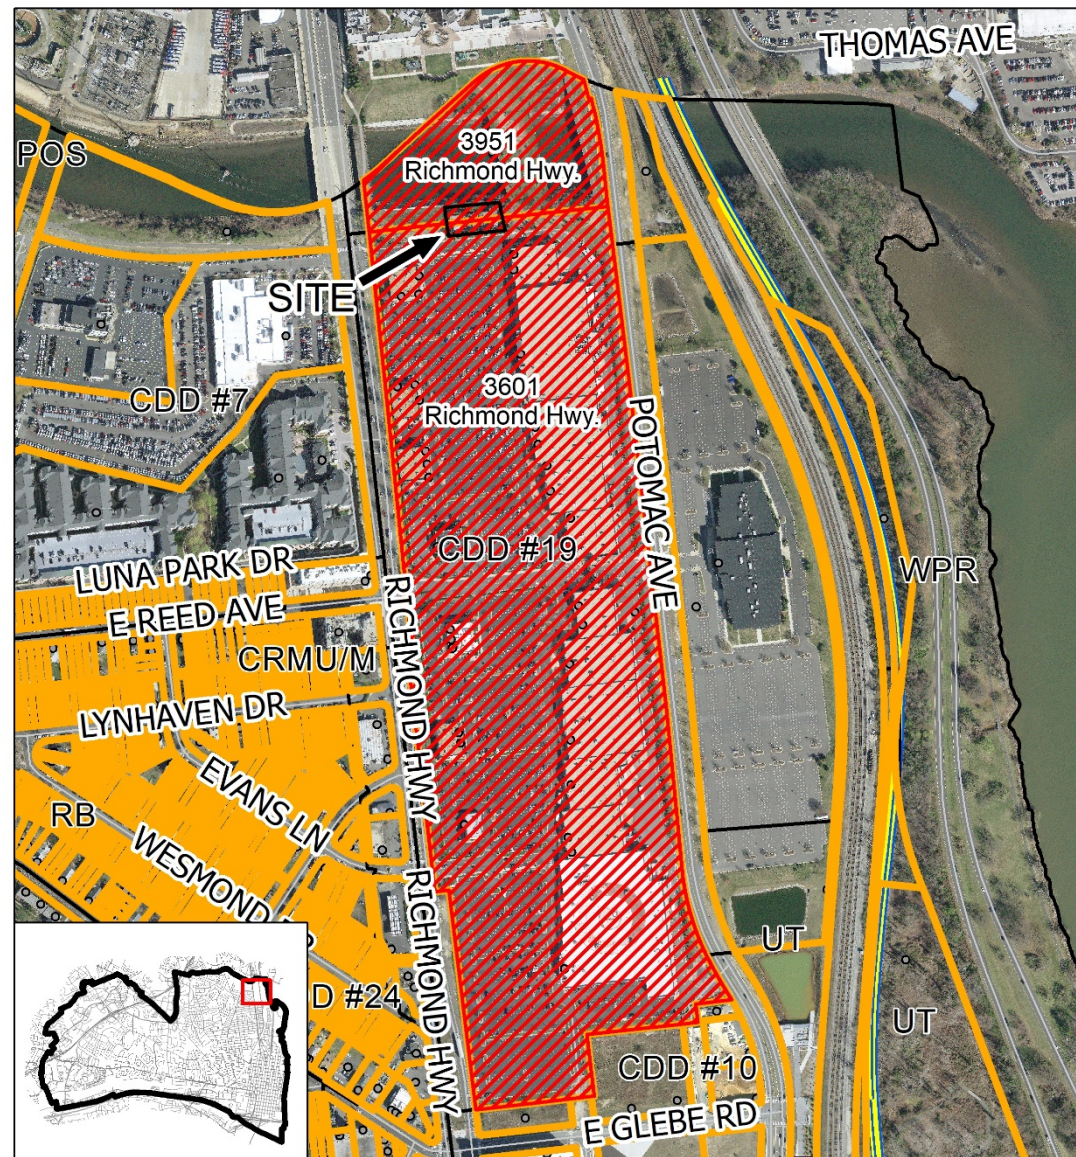 THOMAS AVE
3951
Richmond Hwy.
POS
SITE
3601
Richmond Hwy.
CDD #7
POTOMAC AVE
CDD #19
LUNA PARK DR
WPR
E REED AVE
RICHMOND HWY
CRMU/M
LYNHAVEN DR
EVANS LN
RB
WESMOND
RICHMOND HWY
UT
D #24
UT
CDD #10
E GLEBE RD